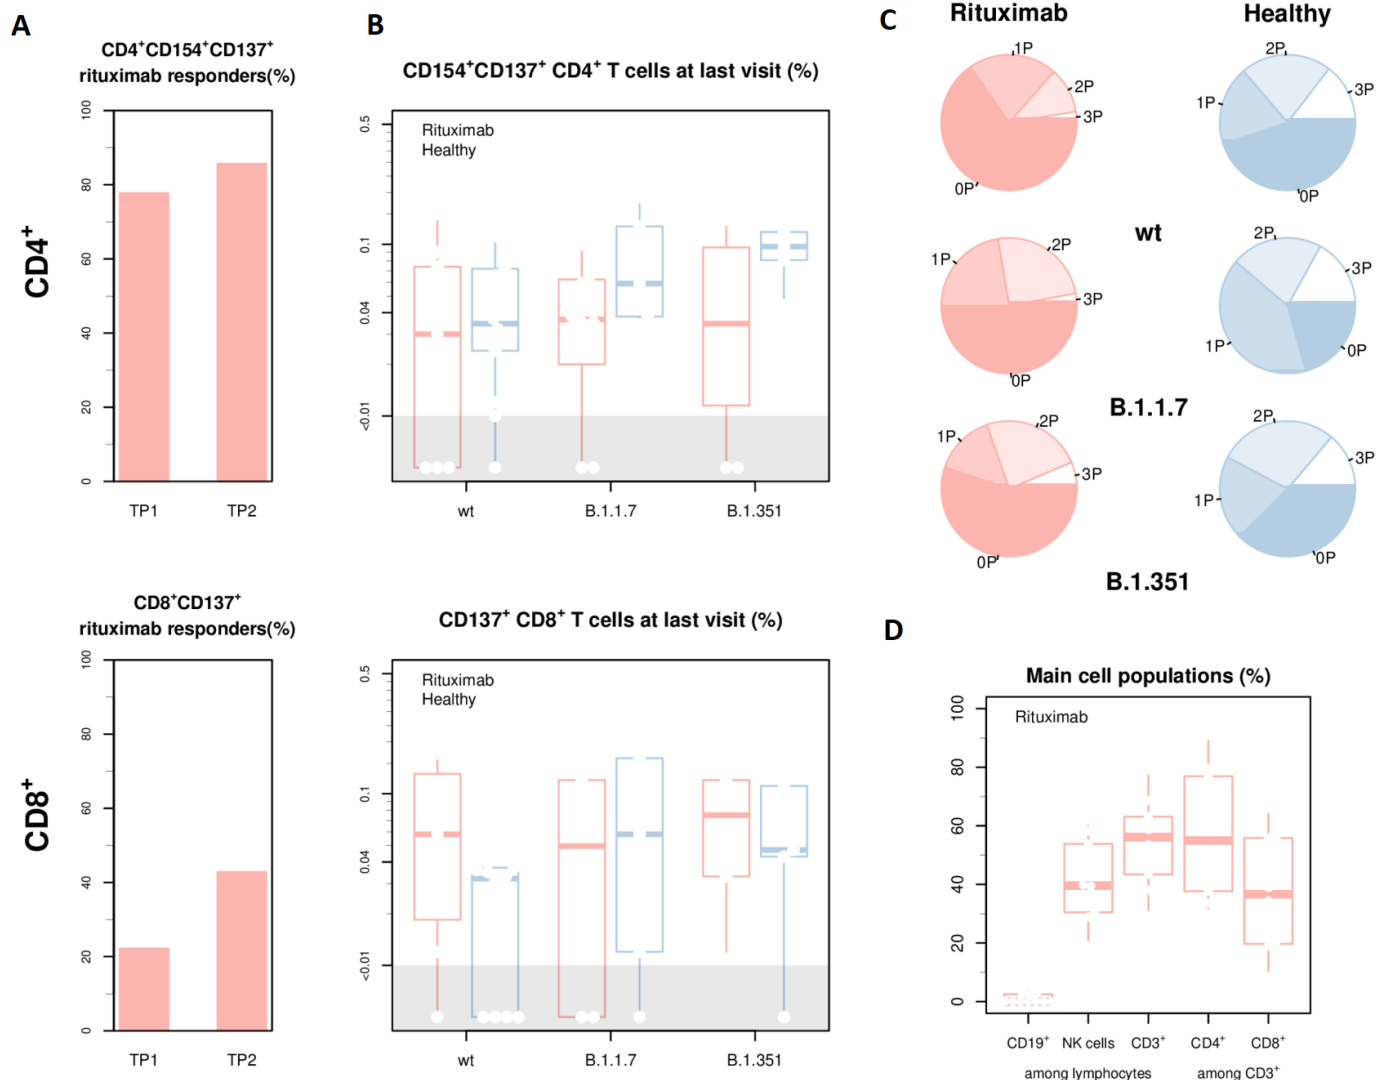 A
CD4⁺CD154⁺CD137⁺
rituximab responders(%)
CD4⁺
100
80
60
40
20
0
TP1 TP2
CD8⁺CD137⁺
rituximab responders(%)
CD8⁺
100
80
60
40
20
0
TP1 TP2
B
CD154⁺CD137⁺ CD4⁺ T cells at last visit (%)
Rituximab
Healthy
0.5
0.1
0.04
<0.01
wt B.1.1.7 B.1.351
CD137⁺ CD8⁺ T cells at last visit (%)
Rituximab
Healthy
0.5
0.1
0.04
<0.01
wt B.1.1.7 B.1.351
C
Rituximab Healthy
1P
2P
3P
0P
2P
3P
1P
0P
wt
1P
2P
3P
0P
2P
3P
1P
0P
B.1.1.7
1P
2P
3P
0P
2P
3P
1P
0P
B.1.351
D
Main cell populations (%)
Rituximab
100
80
60
40
20
0
CD19⁺ NK cells CD3⁺ CD4⁺ CD8⁺
among lymphocytes among CD3⁺